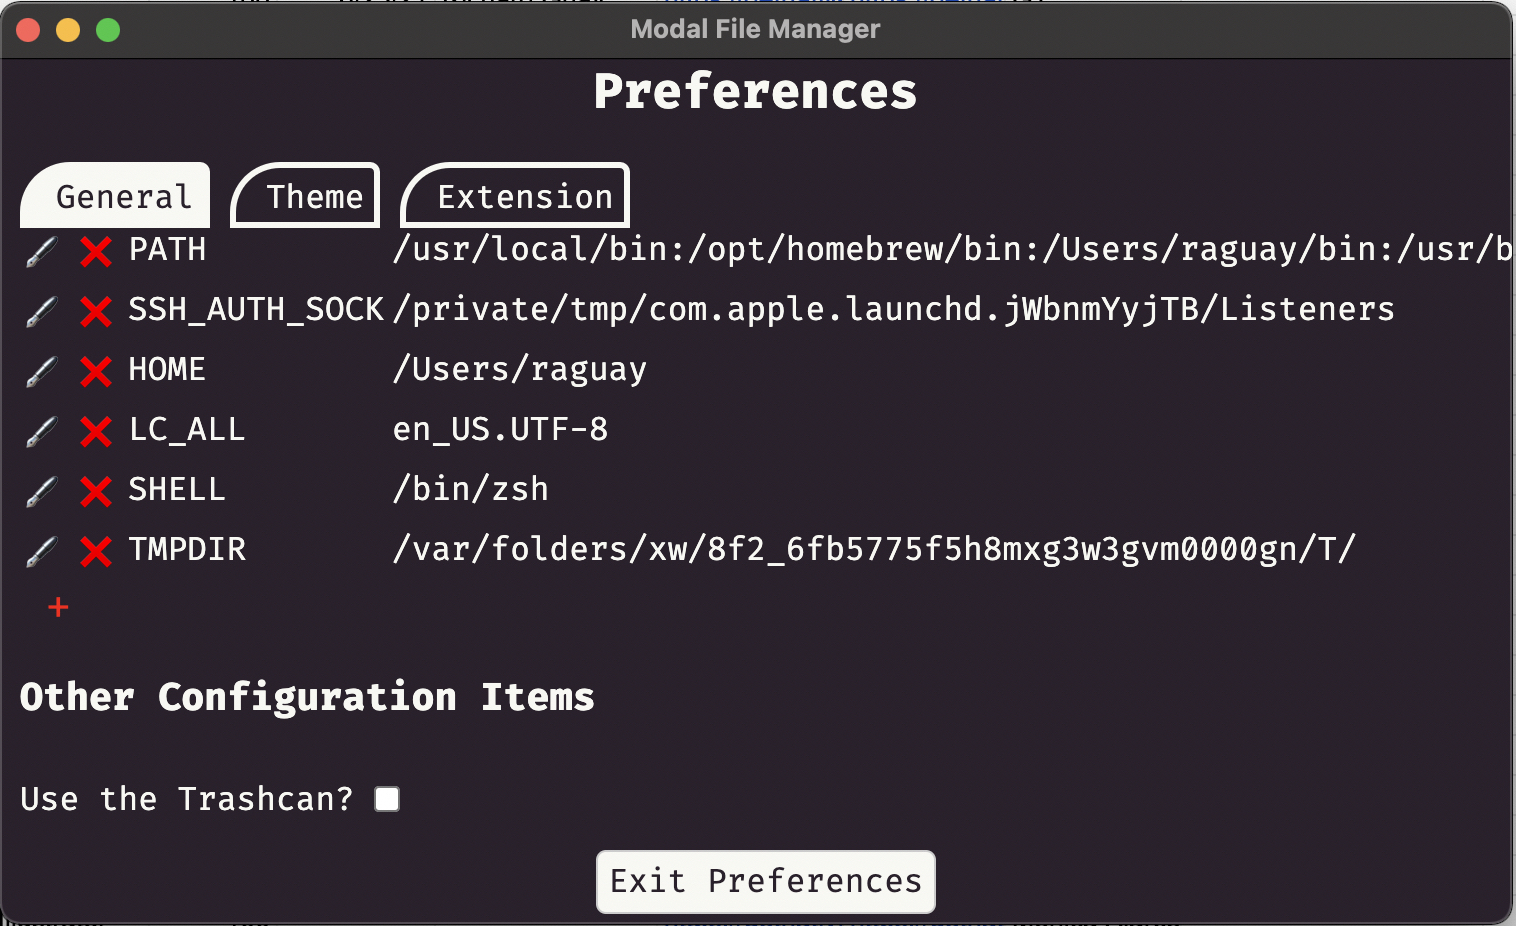 Modal File Manager
Preferences
General Theme Extension
PATH /usr/local/bin:/opt/homebrew/bin:/Users/raguay/bin:/usr/b
SSH_AUTH_SOCK /private/tmp/com.apple.launchd.jWbnmYyjTB/Listeners
HOME /Users/raguay
LC_ALL en_US.UTF-8
SHELL /bin/zsh
TMPDIR /var/folders/xw/8f2_6fb5775f5h8mxg3w3gvm0000gn/T/
+
Other Configuration Items
Use the Trashcan?
Exit Preferences